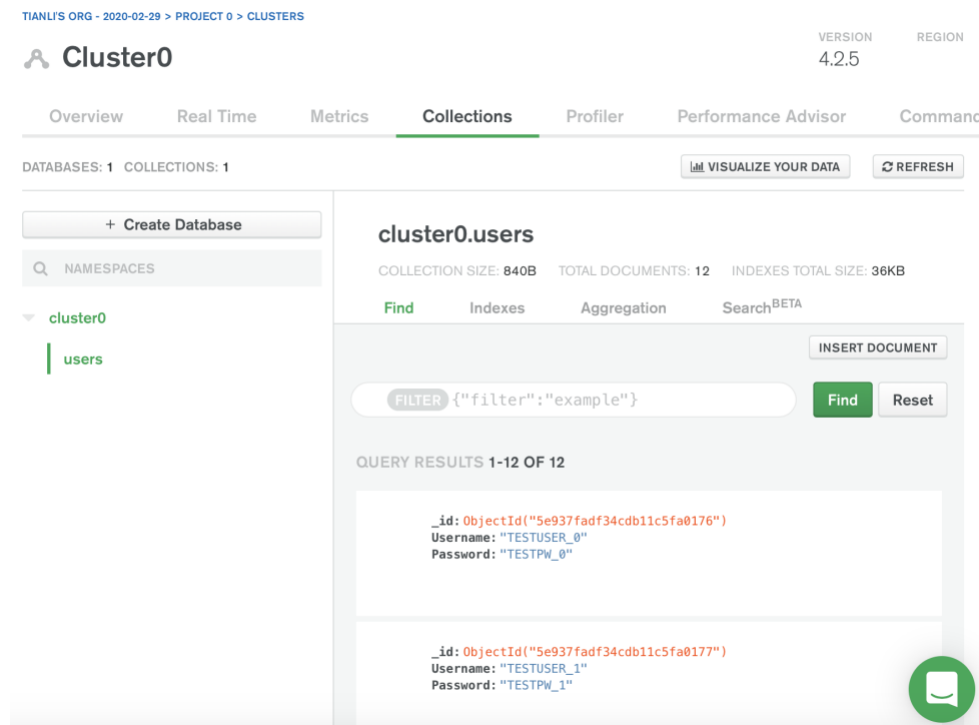 TIANLI'S ORG - 2020-02-29 > PROJECT 0 > CLUSTERS
Cluster0
VERSION REGION
4.2.5
Overview Real Time Metrics Collections Profiler Performance Advisor Command
DATABASES: 1 COLLECTIONS: 1
VISUALIZE YOUR DATA REFRESH
+ Create Database
NAMESPACES
cluster0
users
cluster0.users
COLLECTION SIZE: 840B TOTAL DOCUMENTS: 12 INDEXES TOTAL SIZE: 36KB
Find Indexes Aggregation Search BETA
INSERT DOCUMENT
FILTER {"filter":"example"} Find Reset
QUERY RESULTS 1-12 OF 12
_id: ObjectId("5e937fadf34cdb11c5fa0176")
Username: "TESTUSER_0"
Password: "TESTPW_0"
_id: ObjectId("5e937fadf34cdb11c5fa0177")
Username: "TESTUSER_1"
Password: "TESTPW_1"